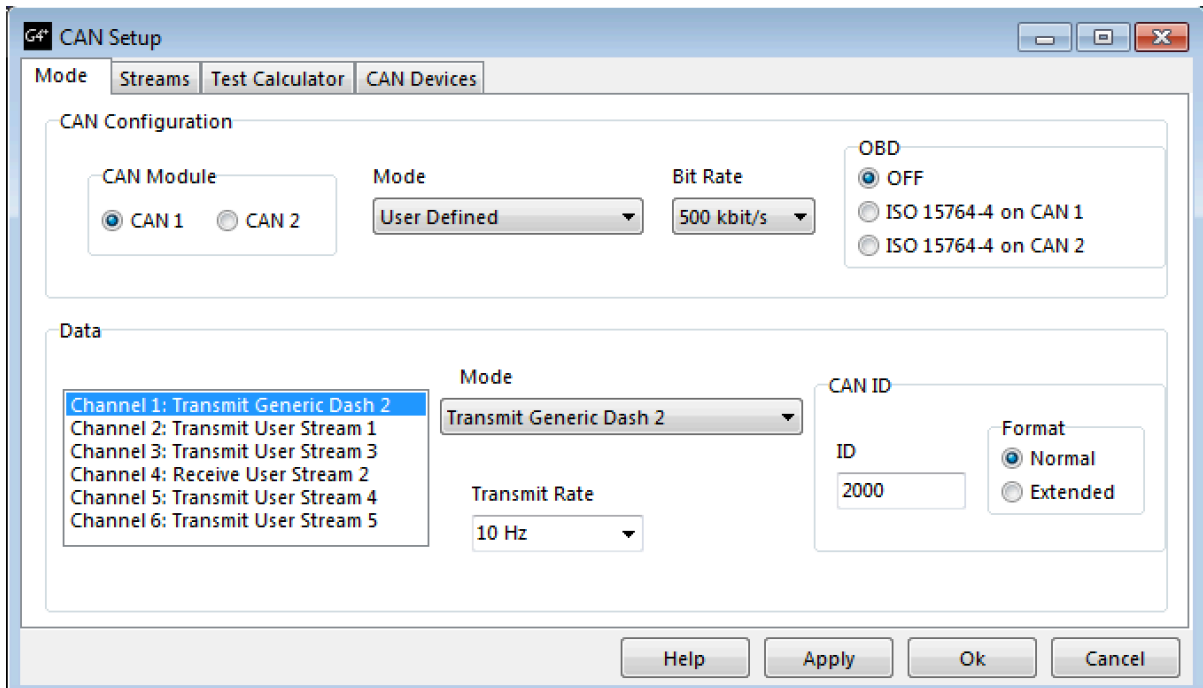 G4+ CAN Setup
Mode Streams Test Calculator CAN Devices
CAN Configuration
CAN Module
CAN 1 CAN 2
Mode
User Defined
Bit Rate
500 kbit/s
OBD
OFF
ISO 15764-4 on CAN 1
ISO 15764-4 on CAN 2
Data
Channel 1: Transmit Generic Dash 2
Channel 2: Transmit User Stream 1
Channel 3: Transmit User Stream 3
Channel 4: Receive User Stream 2
Channel 5: Transmit User Stream 4
Channel 6: Transmit User Stream 5
Mode
Transmit Generic Dash 2
Transmit Rate
10 Hz
CAN ID
ID
2000
Format
Normal
Extended
Help Apply Ok Cancel